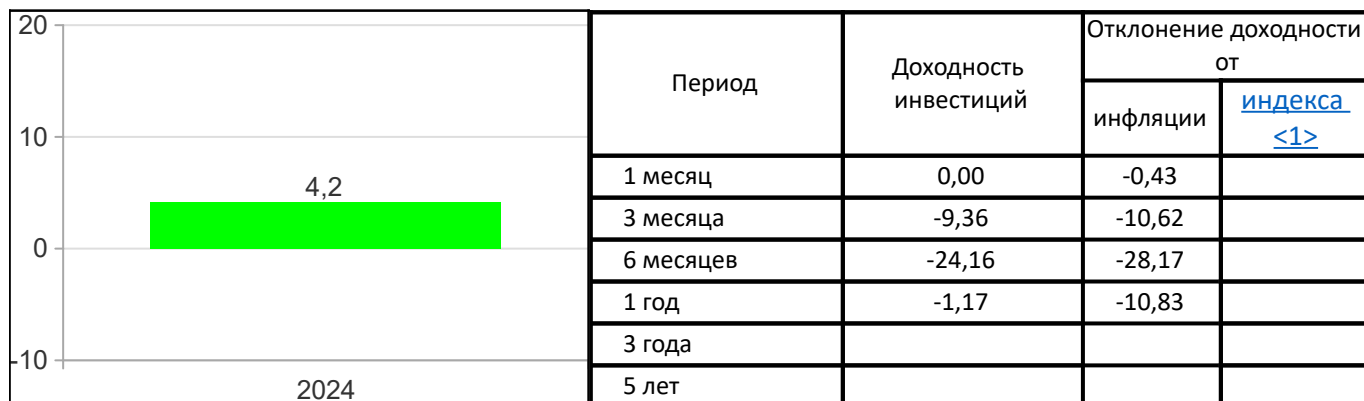 20
10
0
-10
4,2
2024
Период
Доходность
инвестиций
Отклонение доходности
от
инфляции
индекса
<1>
1 месяц 0,00 -0,43
3 месяца -9,36 -10,62
6 месяцев -24,16 -28,17
1 год -1,17 -10,83
3 года
5 лет